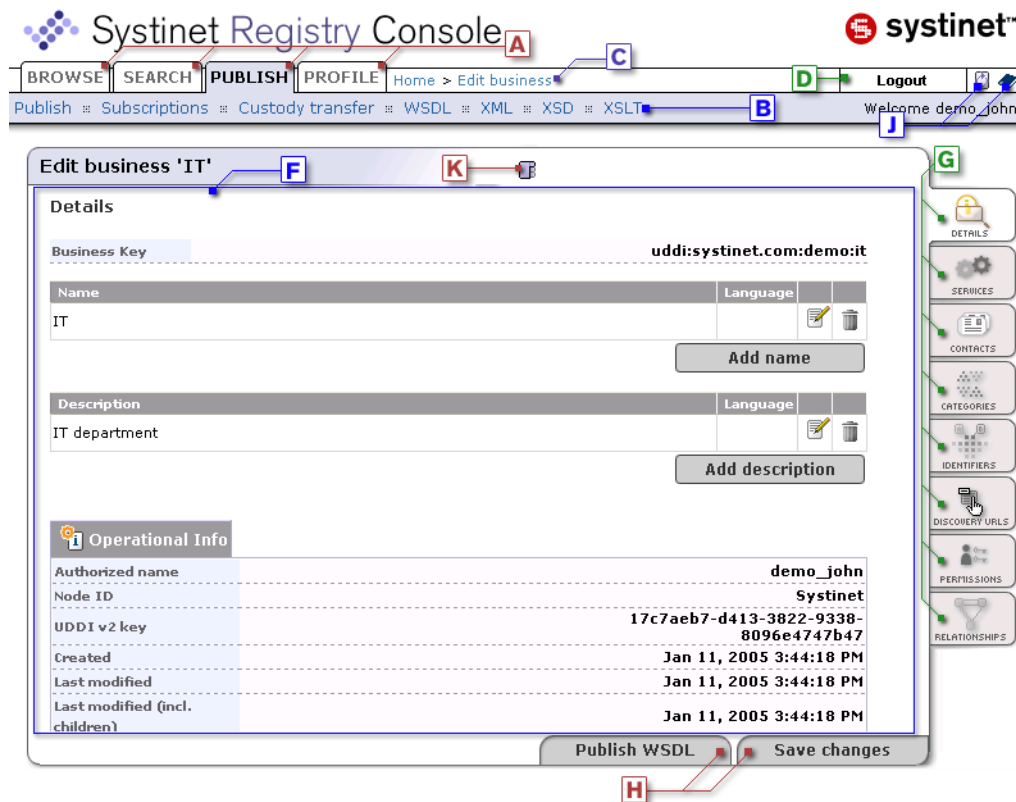 Systinet Registry Console
systinet™
A
C
BROWSE SEARCH PUBLISH PROFILE Home > Edit business
D
Logout
Publish Subscriptions Custody transfer WSDL XML XSD XSLT
B
Welcome demo_john
J
Edit business 'IT'
F
K
G
Details
DETAILS
Business Key uddi:systinet.com:demo:it
SERVICES
Name Language
IT
CONTACTS
Add name
CATEGORIES
Description Language
IT department
IDENTIFIERS
Add description
DISCOVERY URLS
Operational Info
Authorized name demo_john
PERMISSIONS
Node ID Systinet
UDDI v2 key 17c7aeb7-d413-3822-9338-
8096e4747b47
RELATIONSHIPS
Created Jan 11, 2005 3:44:18 PM
Last modified Jan 11, 2005 3:44:18 PM
Last modified (incl.
children) Jan 11, 2005 3:44:18 PM
Publish WSDL Save changes
H